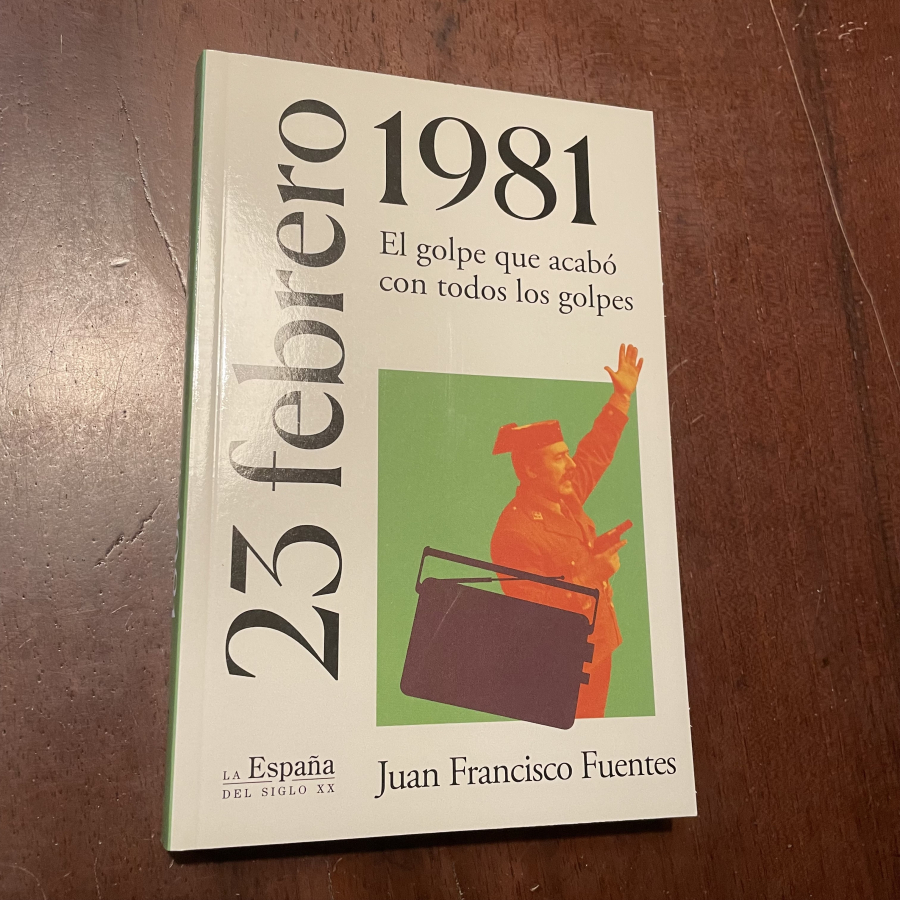 23 febrero
1981
El golpe que acabó
con todos los golpes
LA España
DEL SIGLO XX
Juan Francisco Fuentes